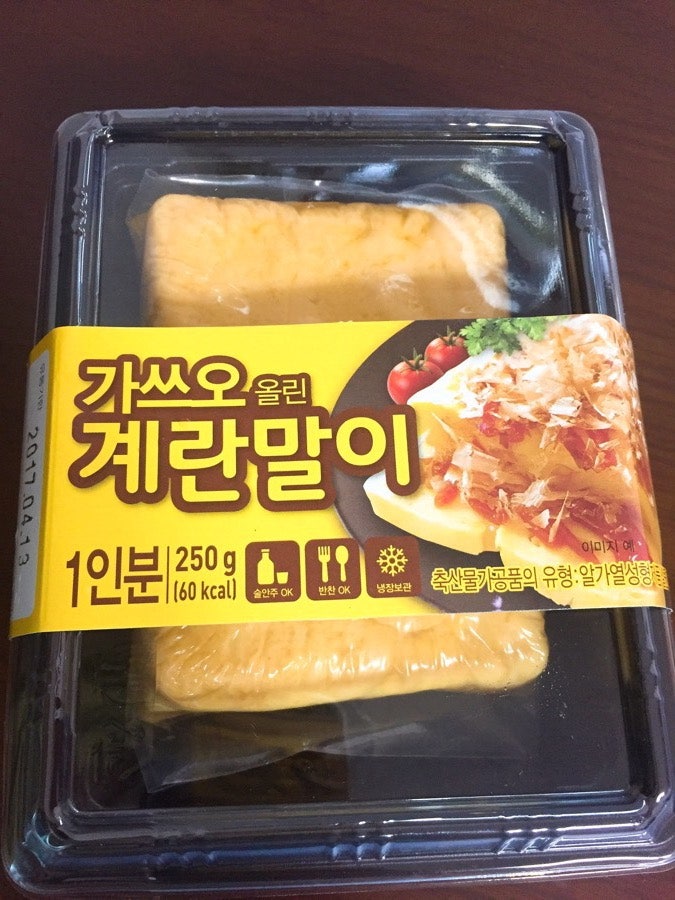 가쓰오 올린
계란말이
1인분
250 g
(60 kcal)
술안주 OK
반찬 OK
냉장보관
이미지 예
축산물가공품의 유형:알가열성형
2017.04.13